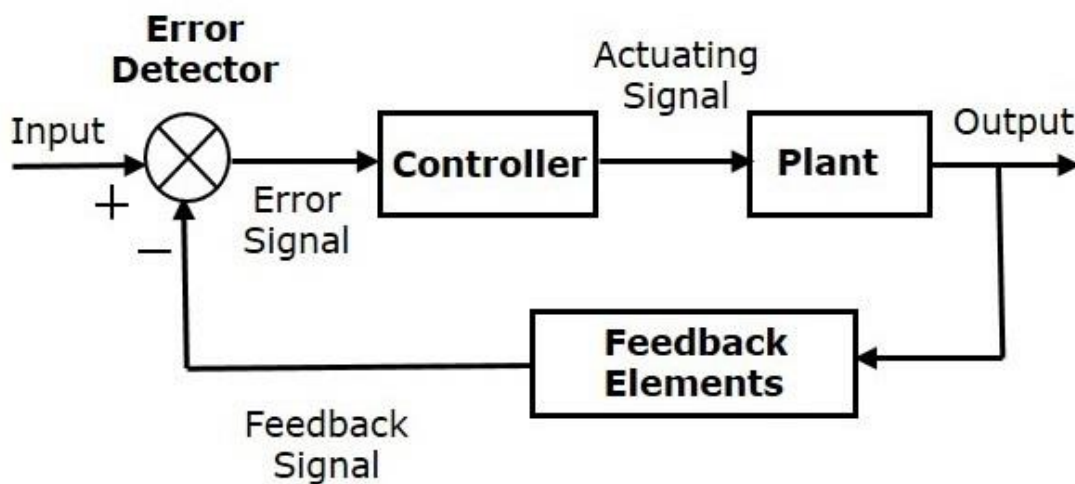 Error
Detector
Input
+
−
Error
Signal
Controller
Actuating
Signal
Plant
Output
Feedback
Elements
Feedback
Signal